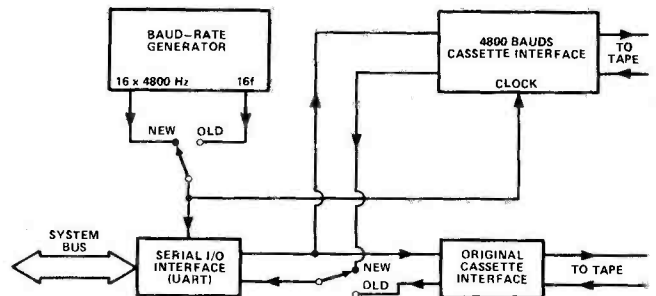 BAUD–RATE
GENERATOR
16 x 4800 Hz 16f
NEW OLD
4800 BAUDS
CASSETTE INTERFACE
CLOCK
TO
TAPE
SYSTEM
BUS
SERIAL I/O
INTERFACE
(UART)
NEW
OLD
ORIGINAL
CASSETTE
INTERFACE
TO TAPE